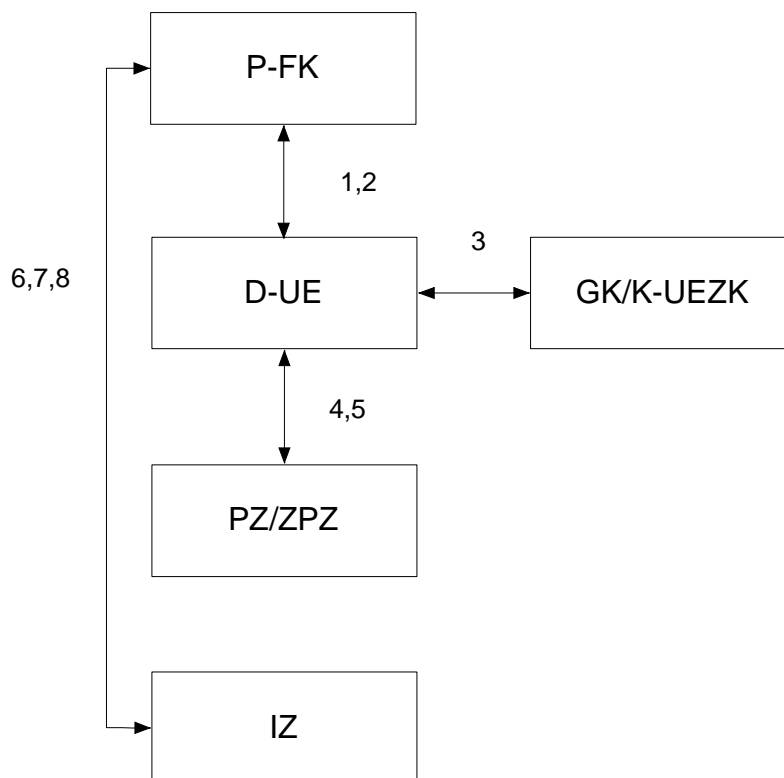 P-FK
1,2
3
6,7,8
D-UE
GK/K-UEZK
4,5
PZ/ZPZ
IZ